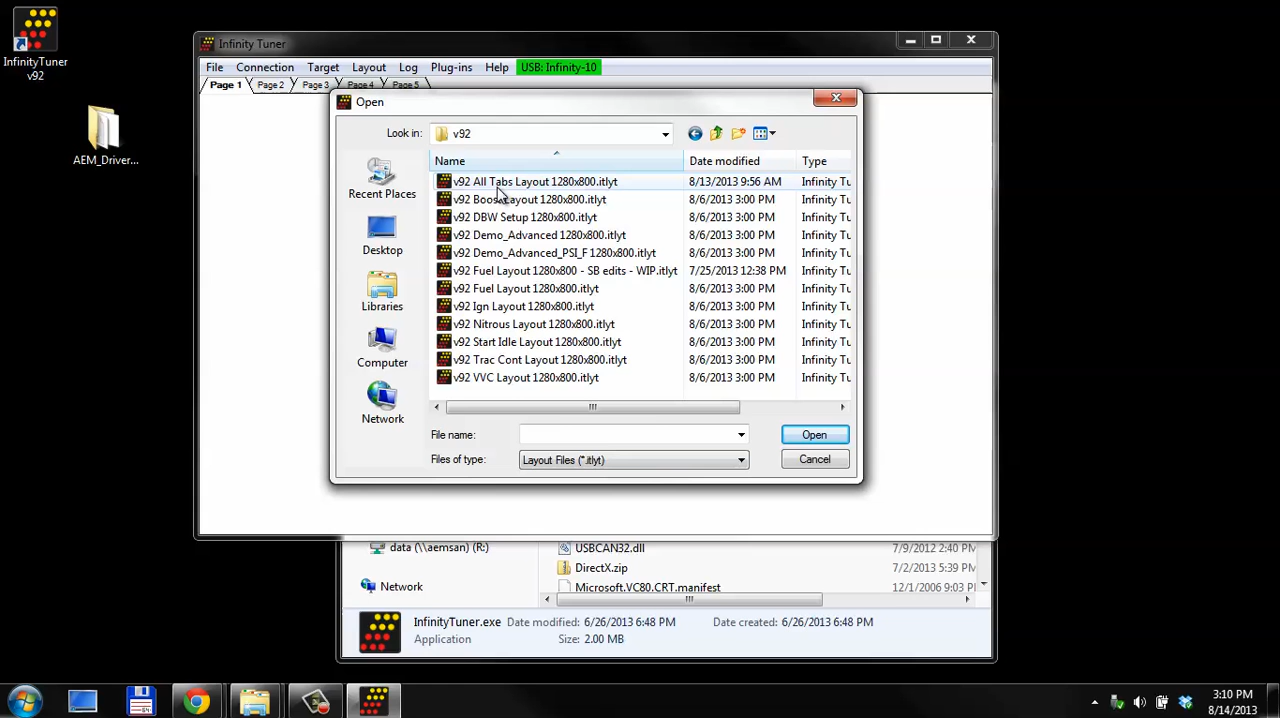 InfinityTuner
v92
AEM_Driver...
Infinity Tuner
File Connection Target Layout Log Plug-ins Help USB: Infinity-10
Page 1 Page 2 Page 3 Page 4 Page 5
Open
Look in: v92
Name Date modified Type
v92 All Tabs Layout 1280x800.itlyt 8/13/2013 9:56 AM Infinity Tu
v92 Boost Layout 1280x800.itlyt 8/6/2013 3:00 PM Infinity Tu
v92 DBW Setup 1280x800.itlyt 8/6/2013 3:00 PM Infinity Tu
v92 Demo_Advanced 1280x800.itlyt 8/6/2013 3:00 PM Infinity Tu
v92 Demo_Advanced_PSI_F 1280x800.itlyt 8/6/2013 3:00 PM Infinity Tu
v92 Fuel Layout 1280x800 - SB edits - WIP.itlyt 7/25/2013 12:38 PM Infinity Tu
v92 Fuel Layout 1280x800.itlyt 8/6/2013 3:00 PM Infinity Tu
v92 Ign Layout 1280x800.itlyt 8/6/2013 3:00 PM Infinity Tu
v92 Nitrous Layout 1280x800.itlyt 8/6/2013 3:00 PM Infinity Tu
v92 Start Idle Layout 1280x800.itlyt 8/6/2013 3:00 PM Infinity Tu
v92 Trac Cont Layout 1280x800.itlyt 8/6/2013 3:00 PM Infinity Tu
v92 VVC Layout 1280x800.itlyt 8/6/2013 3:00 PM Infinity Tu
Recent Places
Desktop
Libraries
Computer
Network
File name: Open
Files of type: Layout Files (*.itlyt) Cancel
data (\\aemsan) (R:) USBCAN32.dll 7/9/2012 2:40 PM
DirectX.zip 7/2/2013 5:39 PM
Network Microsoft.VC80.CRT.manifest 12/1/2006 9:03 PM
InfinityTuner.exe Date modified: 6/26/2013 6:48 PM Date created: 6/26/2013 6:48 PM
Application Size: 2.00 MB
3:10 PM
8/14/2013